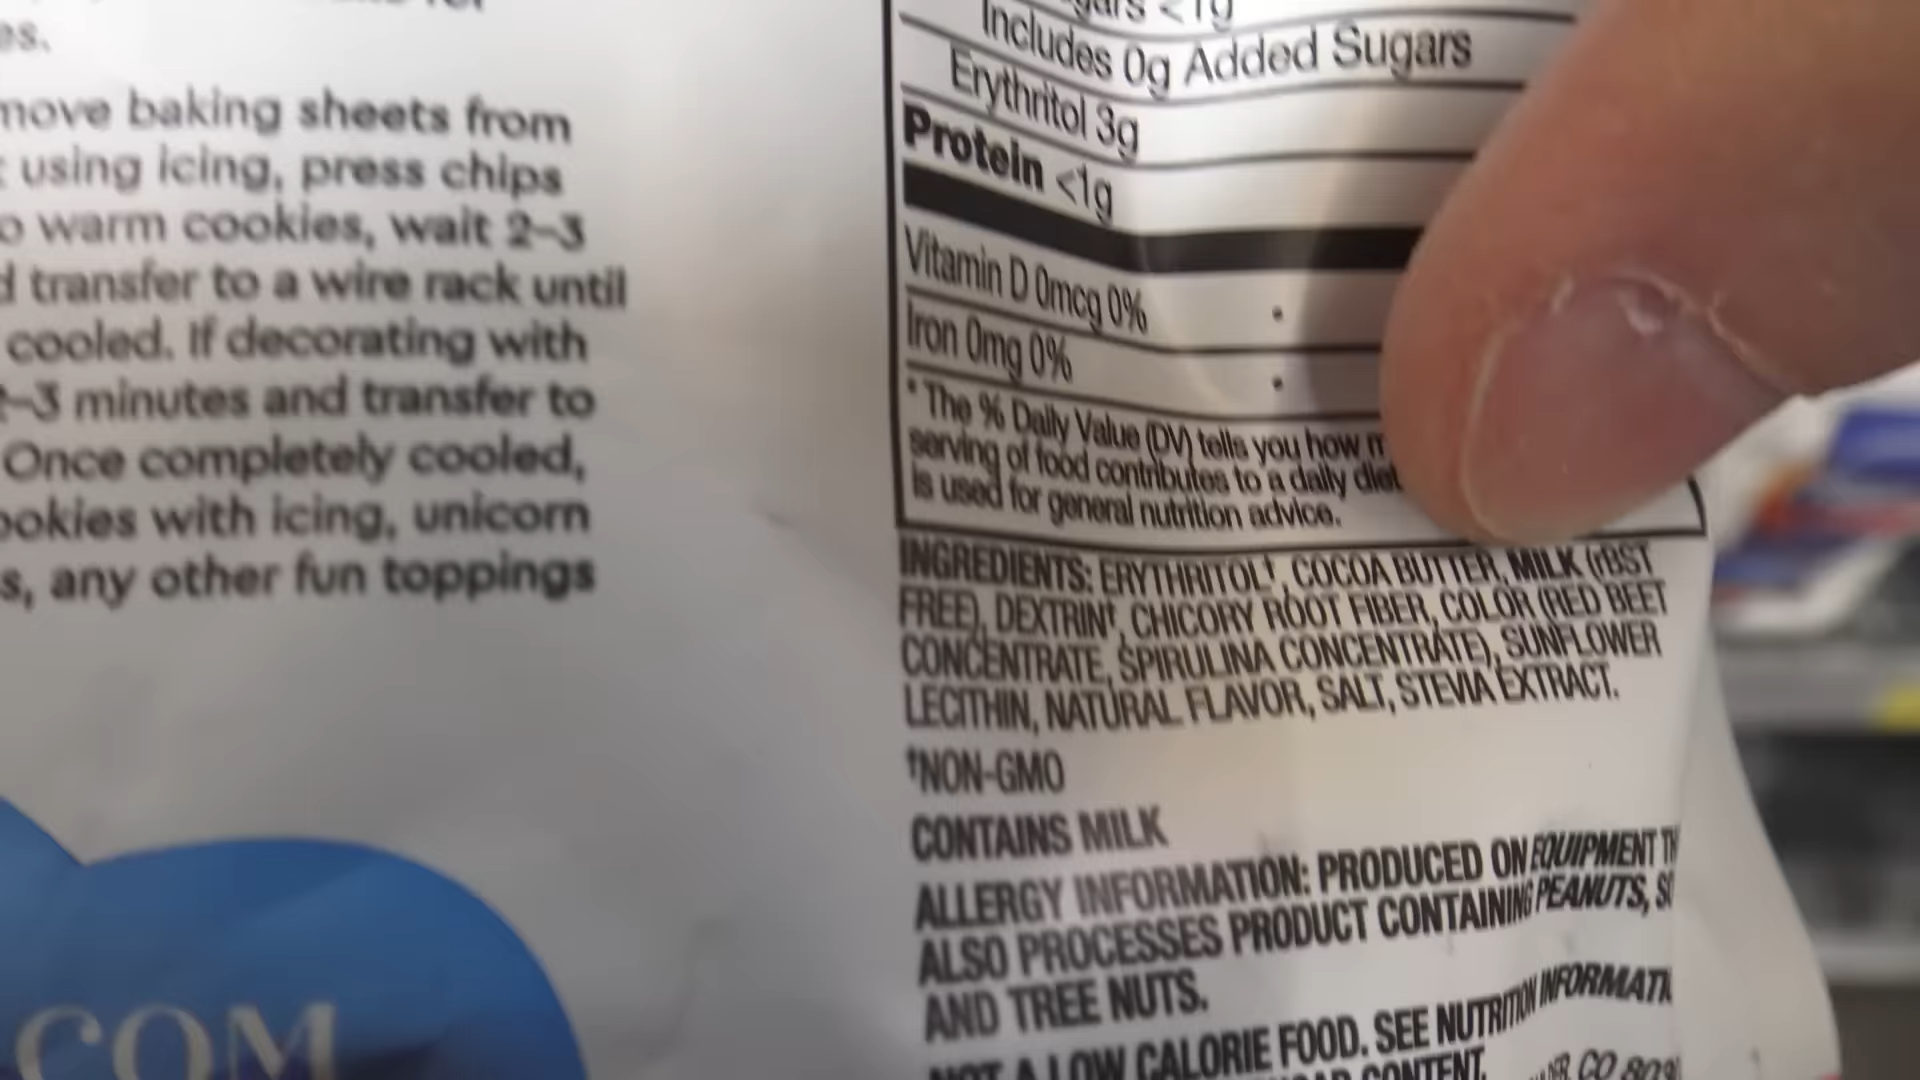 es.
move baking sheets from
using icing, press chips
o warm cookies, wait 2–3
d transfer to a wire rack until
cooled. If decorating with
2–3 minutes and transfer to
Once completely cooled,
ookies with icing, unicorn
s, any other fun toppings
COM
gars <1g
Includes 0g Added Sugars
Erythritol 3g
Protein <1g
Vitamin D 0mcg 0% •
Iron 0mg 0% •
* The % Daily Value (DV) tells you how m
serving of food contributes to a daily diet
is used for general nutrition advice.
INGREDIENTS: ERYTHRITOL†, COCOA BUTTER, MILK (rBST
FREE), DEXTRIN†, CHICORY ROOT FIBER, COLOR (RED BEET
CONCENTRATE, SPIRULINA CONCENTRATE), SUNFLOWER
LECITHIN, NATURAL FLAVOR, SALT, STEVIA EXTRACT.
†NON-GMO
CONTAINS MILK
ALLERGY INFORMATION: PRODUCED ON EQUIPMENT TH
ALSO PROCESSES PRODUCT CONTAINING PEANUTS, S
AND TREE NUTS.
NOT A LOW CALORIE FOOD. SEE NUTRITION INFORMATI
CONTENT.
CO 803